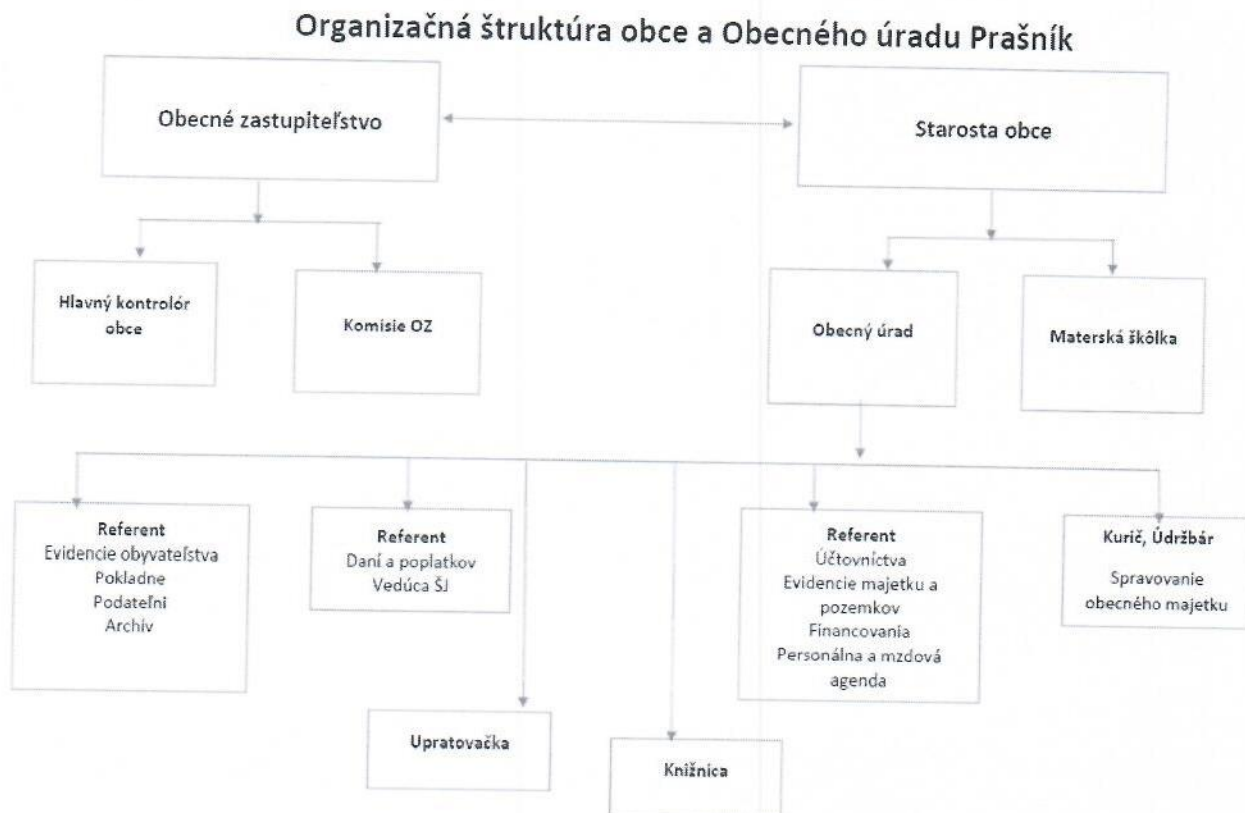 Organizačná štruktúra obce a Obecného úradu Prašník
Obecné zastupiteľstvo
Starosta obce
Hlavný kontrolór
obce
Komisie OZ
Obecný úrad
Materská škôlka
Referent
Evidencie obyvateľstva
Pokladne
Podateľni
Archív
Referent
Daní a poplatkov
Vedúca ŠJ
Referent
Účtovníctva
Evidencie majetku a
pozemkov
Financovania
Personálna a mzdová
agenda
Kurič, Údržbár
Spravovanie
obecného majetku
Upratovačka
Knižnica